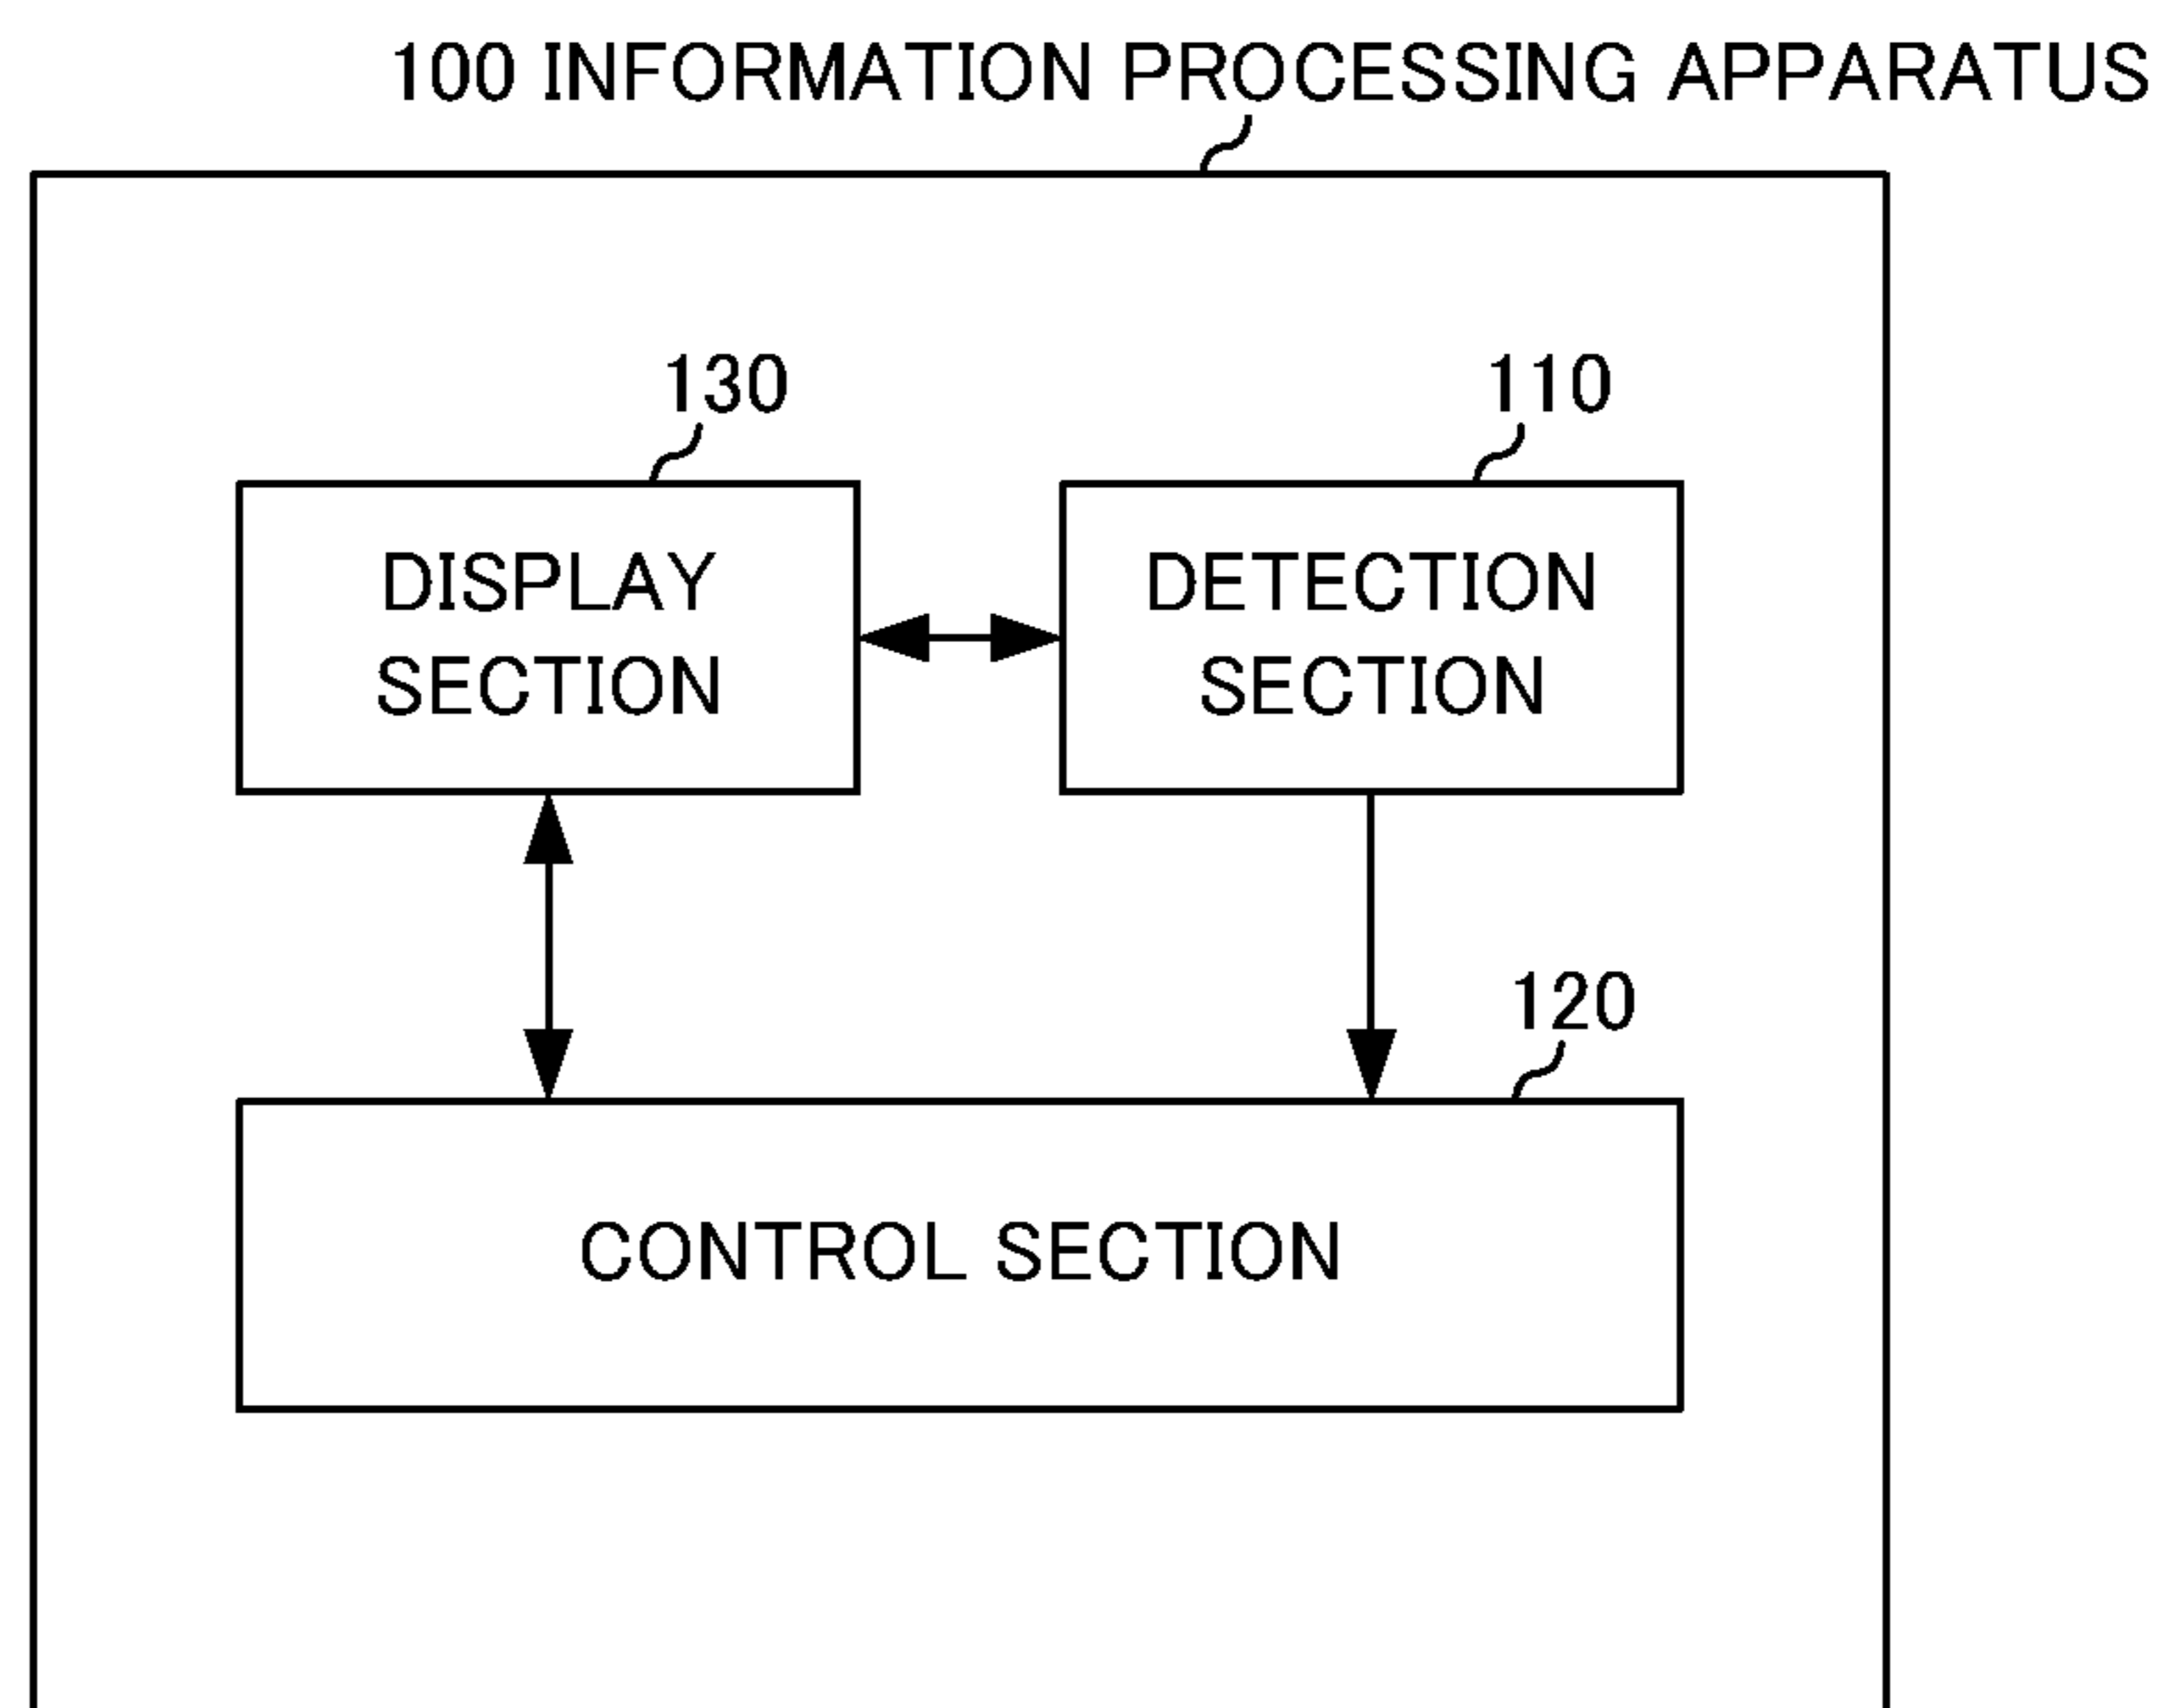 100 INFORMATION PROCESSING APPARATUS
130
110
DISPLAY
SECTION
DETECTION
SECTION
120
CONTROL SECTION